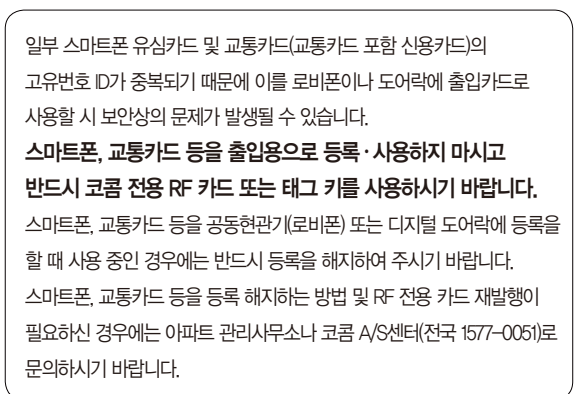 일부 스마트폰 유심카드 및 교통카드(교통카드 포함 신용카드)의
고유번호 ID가 중복되기 때문에 이를 로비폰이나 도어락에 출입카드로
사용할 시 보안상의 문제가 발생될 수 있습니다.
스마트폰, 교통카드 등을 출입용으로 등록·사용하지 마시고
반드시 코콤 전용 RF 카드 또는 태그 키를 사용하시기 바랍니다.
스마트폰, 교통카드 등을 공동현관기(로비폰) 또는 디지털 도어락에 등록을
할 때 사용 중인 경우에는 반드시 등록을 해지하여 주시기 바랍니다.
스마트폰, 교통카드 등을 등록 해지하는 방법 및 RF 전용 카드 재발행이
필요하신 경우에는 아파트 관리사무소나 코콤 A/S센터(전국 1577-0051)로
문의하시기 바랍니다.